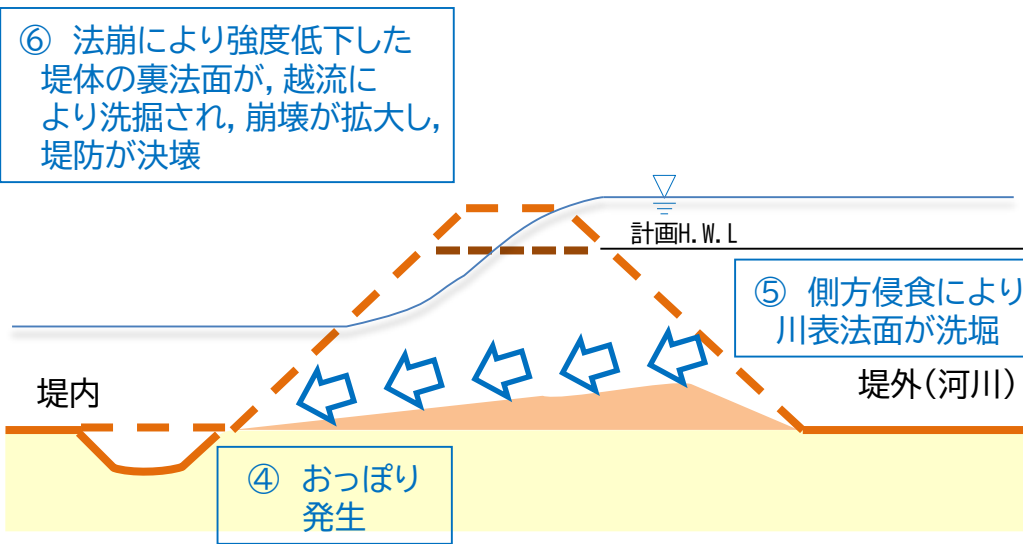 ⑥ 法崩により強度低下した
堤体の裏法面が, 越流に
より洗掘され, 崩壊が拡大し,
堤防が決壊
計画H.W.L
⑤ 側方侵食により
川表法面が洗堀
堤内
堤外(河川)
④ おっぽり
発生